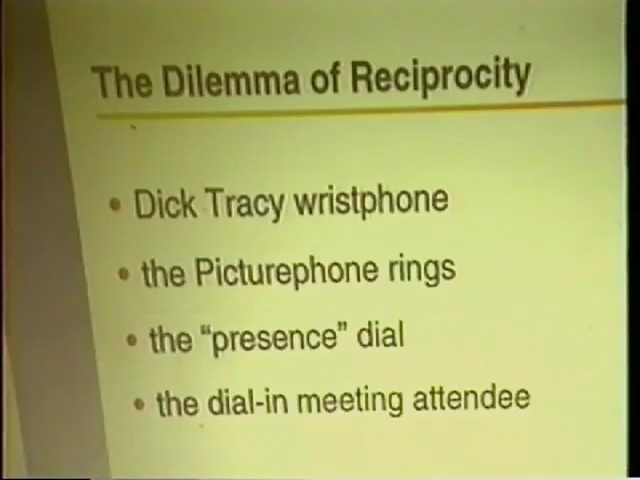 The Dilemma of Reciprocity
• Dick Tracy wristphone
• the Picturephone rings
• the “presence” dial
• the dial-in meeting attendee